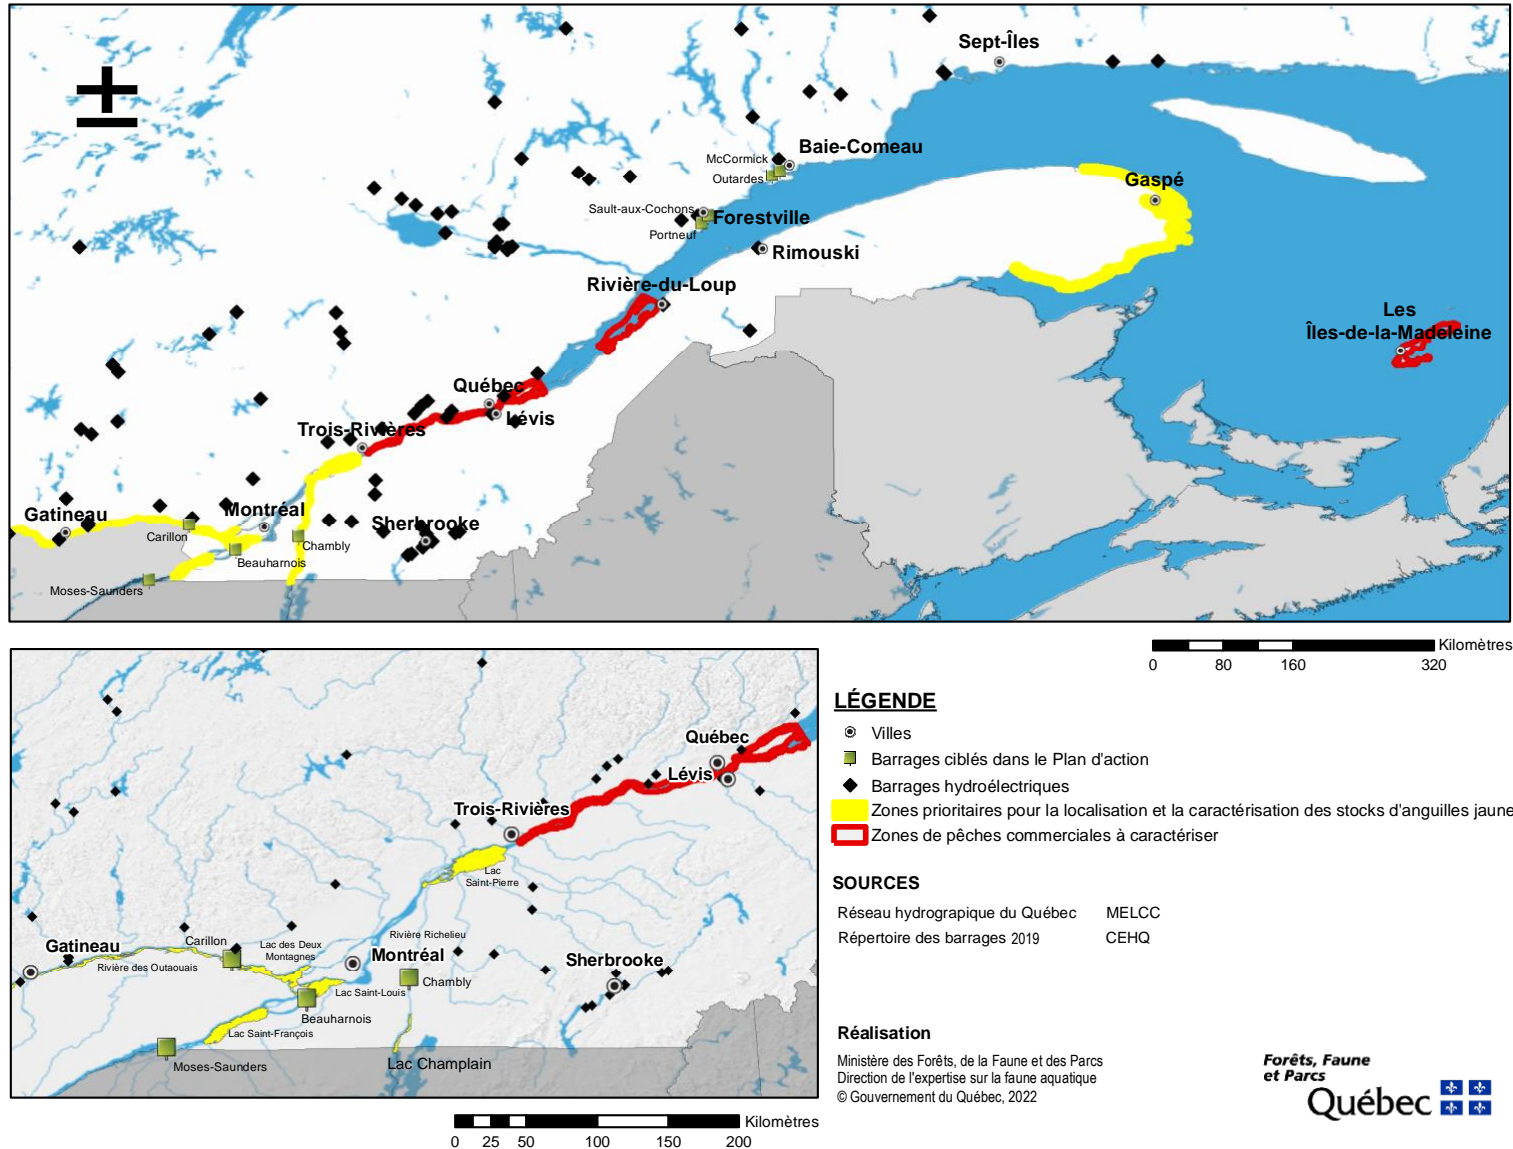 Sept-Îles
Baie-Comeau
McCormick
Outardes
Gaspé
Sault-aux-Cochons
Forestville
Portneuf
Rimouski
Rivière-du-Loup
Les
Îles-de-la-Madeleine
Québec
Lévis
Trois-Rivières
Gatineau
Montréal
Sherbrooke
Carillon
Chambly
Beauharnois
Moses-Saunders
Kilomètres
0 80 160 320
Québec
Lévis
Trois-Rivières
Lac
Saint-Pierre
Rivière Richelieu
Gatineau
Carillon
Lac des Deux
Montagnes
Montréal
Sherbrooke
Rivière des Outaouais
Chambly
Lac Saint-Louis
Beauharnois
Lac Saint-François
Moses-Saunders
Lac Champlain
Kilomètres
0 25 50 100 150 200
LÉGENDE
Villes
Barrages ciblés dans le Plan d'action
Barrages hydroélectriques
Zones prioritaires pour la localisation et la caractérisation des stocks d'anguilles jaune
Zones de pêches commerciales à caractériser
SOURCES
Réseau hydrograpique du Québec MELCC
Répertoire des barrages 2019 CEHQ
Réalisation
Ministère des Forêts, de la Faune et des Parcs
Direction de l'expertise sur la faune aquatique
© Gouvernement du Québec, 2022
Forêts, Faune
et Parcs
Québec